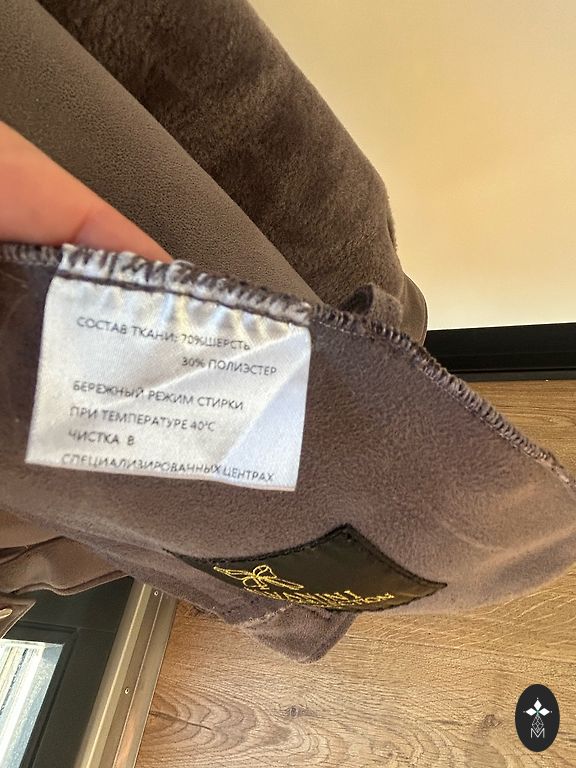 СОСТАВ ТКАНИ: 70%ШЕРСТЬ
30% ПОЛИЭСТЕР
БЕРЕЖНЫЙ РЕЖИМ СТИРКИ
ПРИ ТЕМПЕРАТУРЕ 40°C
ЧИСТКА В
СПЕЦИАЛИЗИРОВАННЫХ ЦЕНТРАХ
M